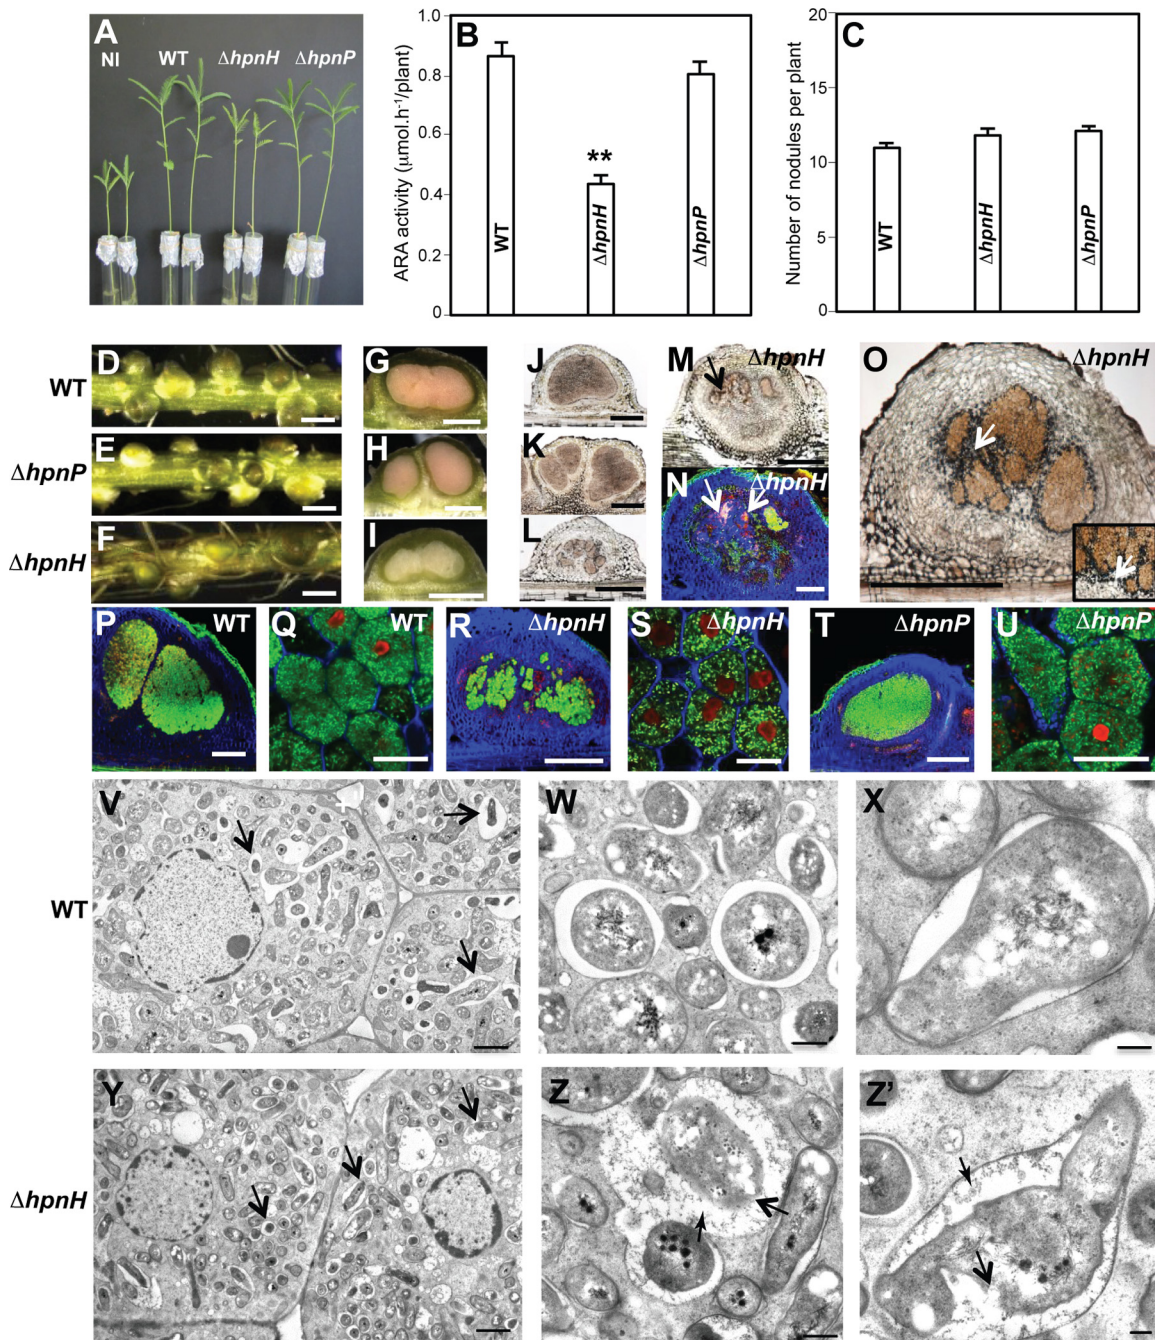 A
NI WT ΔhpnH ΔhpnP
B
ARA activity (μmol.h⁻¹/plant)
1.0
0.8
0.6
0.4
0.2
0
**
WT
ΔhpnH
ΔhpnP
C
Number of nodules per plant
20
15
10
5
0
WT
ΔhpnH
ΔhpnP
WT
ΔhpnP
ΔhpnH
D
E
F
G
H
I
J
K
L
M ΔhpnH
N ΔhpnH
O ΔhpnH
P WT
Q WT
R ΔhpnH
S ΔhpnH
T ΔhpnP
U ΔhpnP
WT
V
W
X
ΔhpnH
Y
Z
Z'